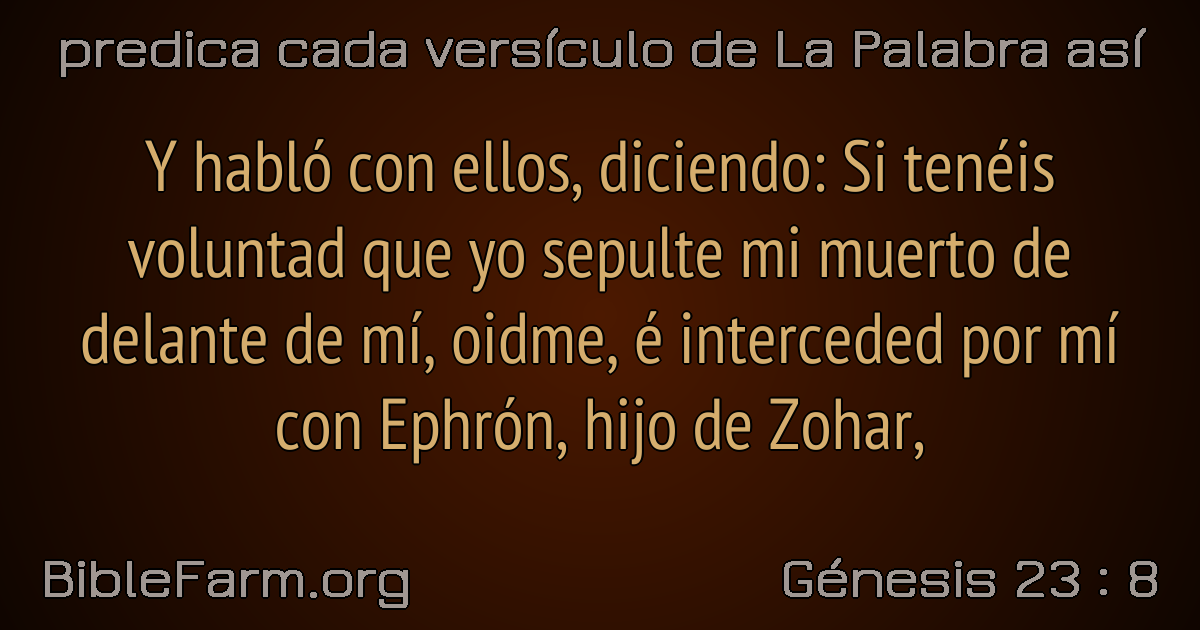 predica cada versículo de La Palabra así
Y habló con ellos, diciendo: Si tenéis
voluntad que yo sepulte mi muerto de
delante de mí, oidme, é interceded por mí
con Ephrón, hijo de Zohar,
BibleFarm.org
Génesis 23 : 8